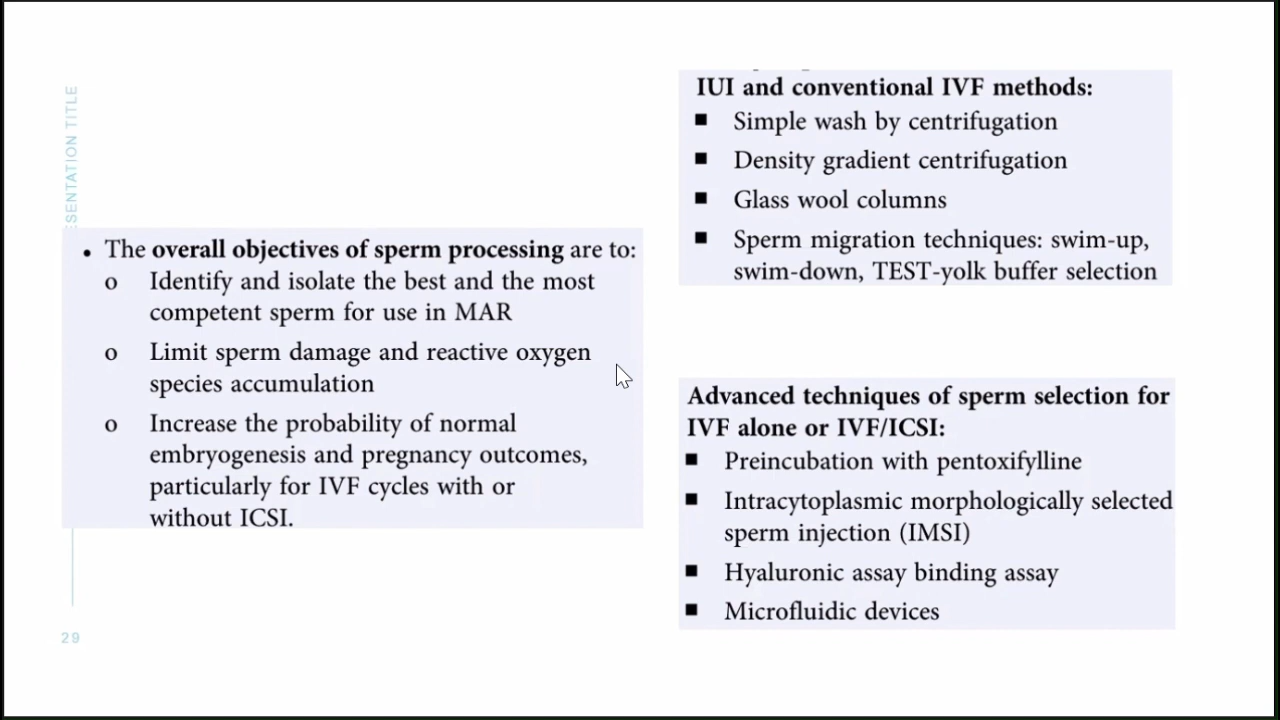 SENTATION TITLE
• The overall objectives of sperm processing are to:
o Identify and isolate the best and the most
competent sperm for use in MAR
o Limit sperm damage and reactive oxygen
species accumulation
o Increase the probability of normal
embryogenesis and pregnancy outcomes,
particularly for IVF cycles with or
without ICSI.
29
IUI and conventional IVF methods:
■ Simple wash by centrifugation
■ Density gradient centrifugation
■ Glass wool columns
■ Sperm migration techniques: swim-up,
swim-down, TEST-yolk buffer selection
Advanced techniques of sperm selection for
IVF alone or IVF/ICSI:
■ Preincubation with pentoxifylline
■ Intracytoplasmic morphologically selected
sperm injection (IMSI)
■ Hyaluronic assay binding assay
■ Microfluidic devices